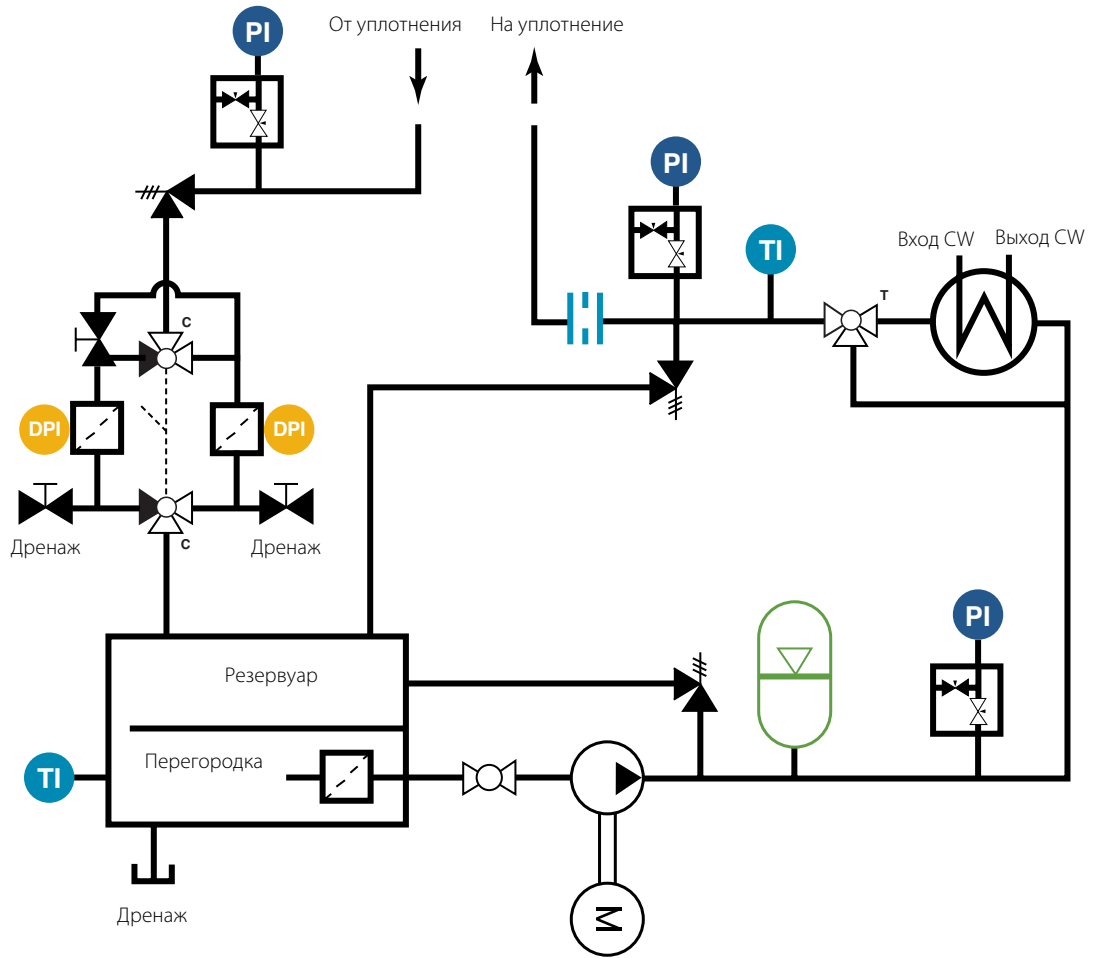 PI
От уплотнения
На уплотнение
PI
TI
Вход CW
Выход CW
T
C
DPI
DPI
C
Дренаж
Дренаж
PI
Резервуар
Перегородка
TI
Дренаж
M